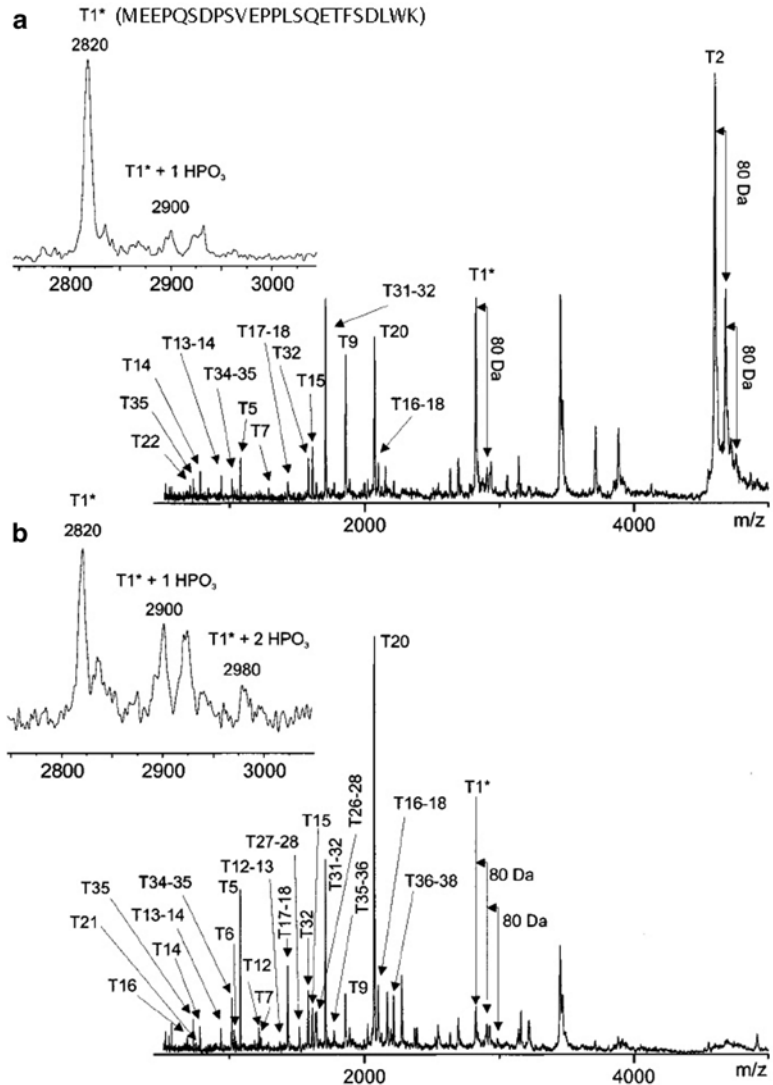 a
T1* (MEEPQSDPSVEPPLSQETFSDLWK)
2820
T1* + 1 HPO₃
2900
2800 2900 3000
T2
80 Da
80 Da
T1*
80 Da
T31-32
T17-18
T32
T9
T20
T13-14
T15
T14
T34-35
T16-18
T35
T5
T7
T22
2000 4000 m/z
b
T1*
2820
T1* + 1 HPO₃
2900
T1* + 2 HPO₃
2980
2800 2900 3000
T20
T1*
80 Da
80 Da
T26-28
T15
T16-18
T27-28
T31-32
T35-36
T36-38
T12-13
T34-35
T35
T5
T17-18
T32
T13-14
T21
T6
T14
T12
T7
T9
T16
2000 4000 m/z